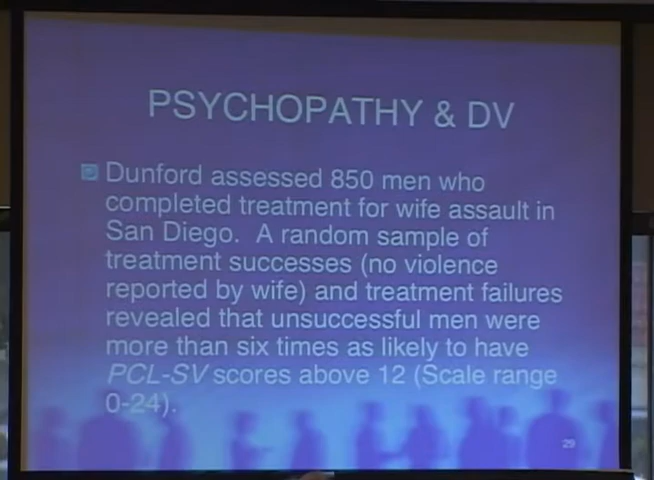 PSYCHOPATHY & DV
Dunford assessed 850 men who
completed treatment for wife assault in
San Diego. A random sample of
treatment successes (no violence
reported by wife) and treatment failures
revealed that unsuccessful men were
more than six times as likely to have
PCL-SV scores above 12 (Scale range
0-24).
29